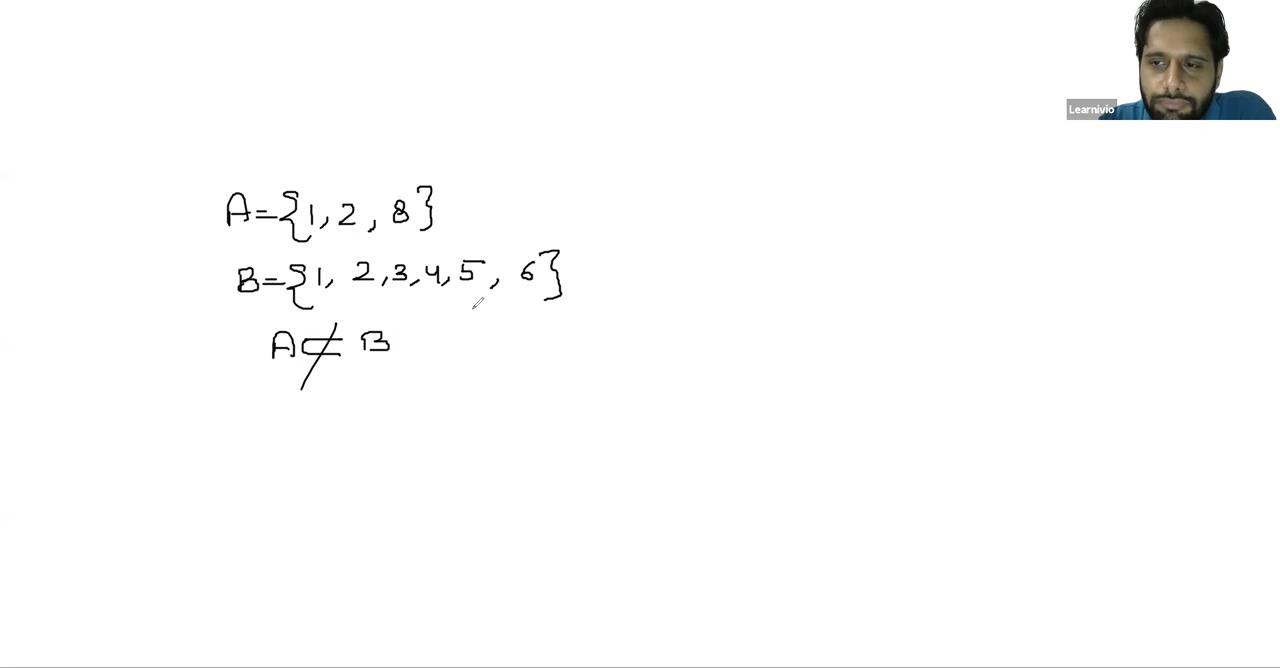 Learnivio
A={1, 2, 8}
B={1, 2, 3, 4, 5, 6}
A⊄B